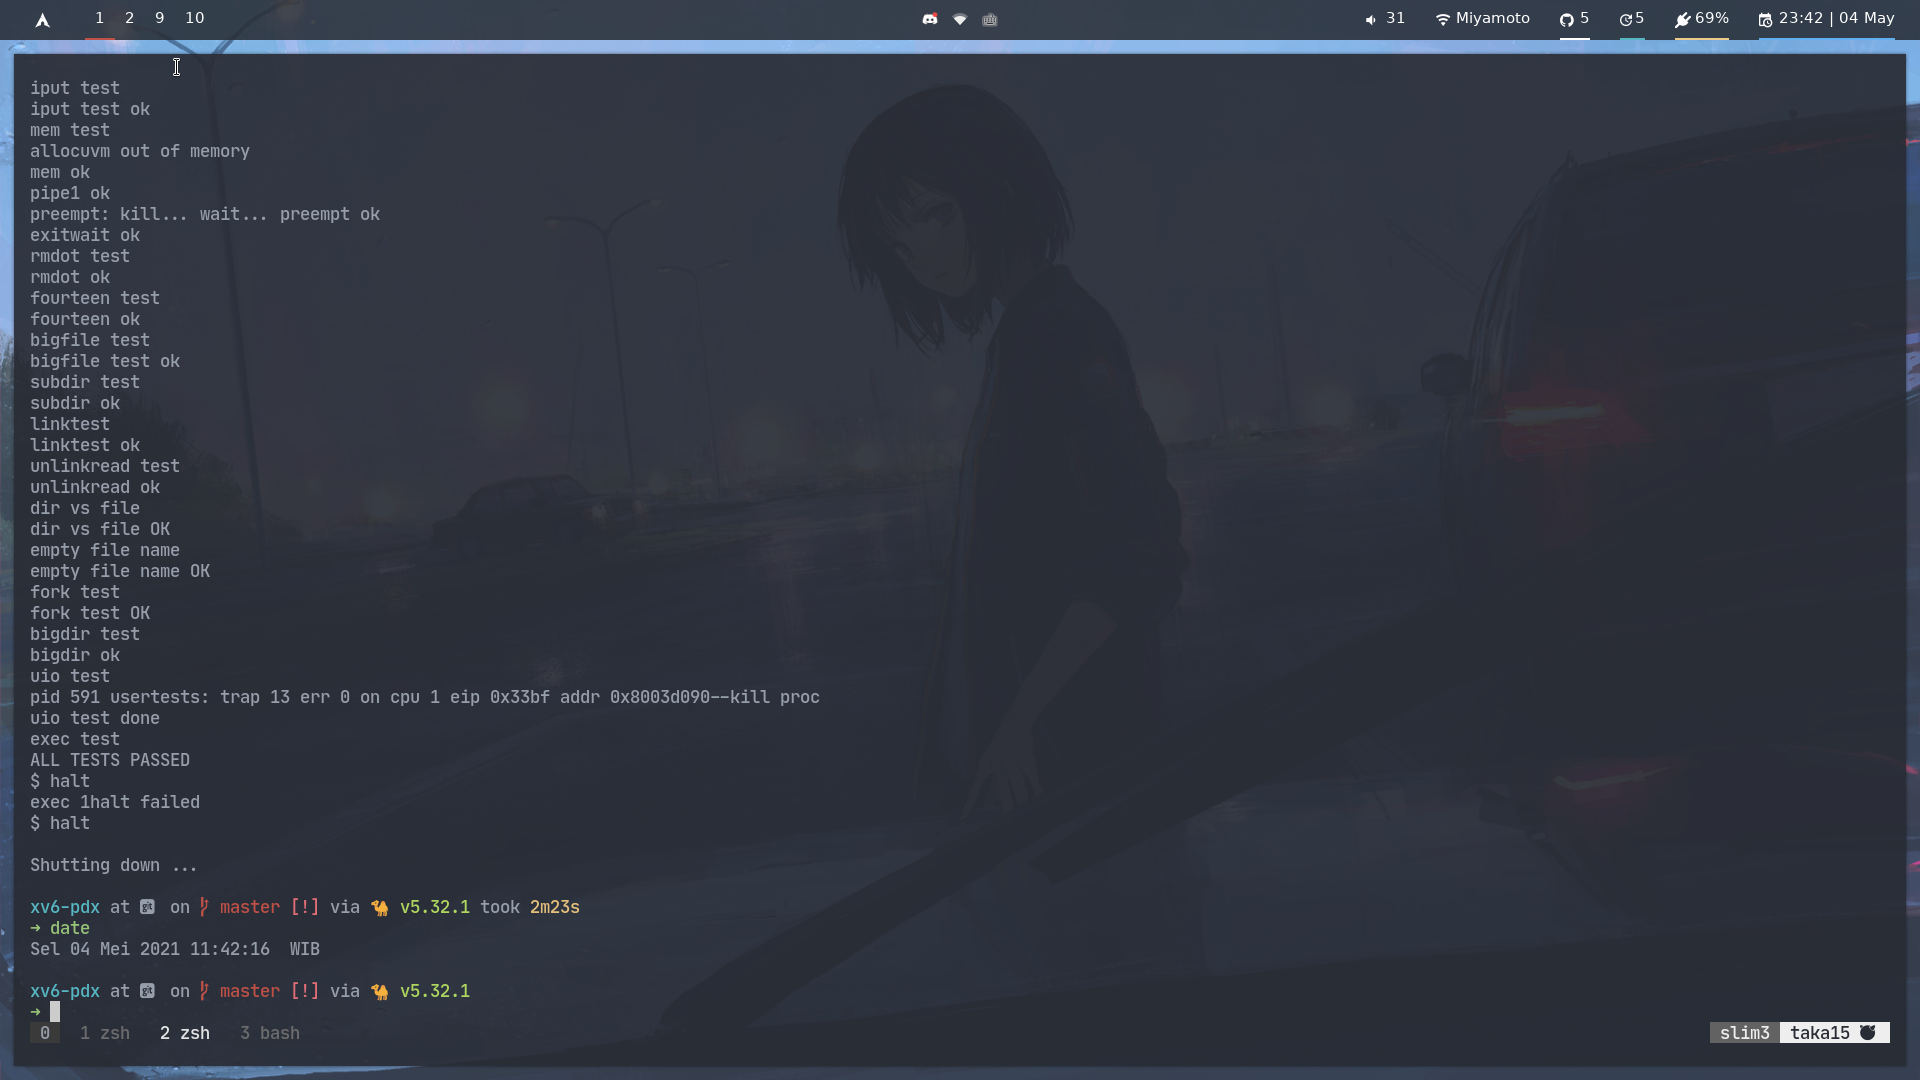 1 2 9 10 31 Miyamoto 5 5 69% 23:42 | 04 May
iput test
iput test ok
mem test
allocuvm out of memory
mem ok
pipe1 ok
preempt: kill... wait... preempt ok
exitwait ok
rmdot test
rmdot ok
fourteen test
fourteen ok
bigfile test
bigfile test ok
subdir test
subdir ok
linktest
linktest ok
unlinkread test
unlinkread ok
dir vs file
dir vs file OK
empty file name
empty file name OK
fork test
fork test OK
bigdir test
bigdir ok
uio test
pid 591 usertests: trap 13 err 0 on cpu 1 eip 0x33bf addr 0x8003d090--kill proc
uio test done
exec test
ALL TESTS PASSED
$ halt
exec 1halt failed
$ halt
Shutting down ...
xv6-pdx at git on master [!] via 🐪 v5.32.1 took 2m23s
➜ date
Sel 04 Mei 2021 11:42:16  WIB
xv6-pdx at git on master [!] via 🐪 v5.32.1
➜
0 1 zsh 2 zsh 3 bash slim3 taka15